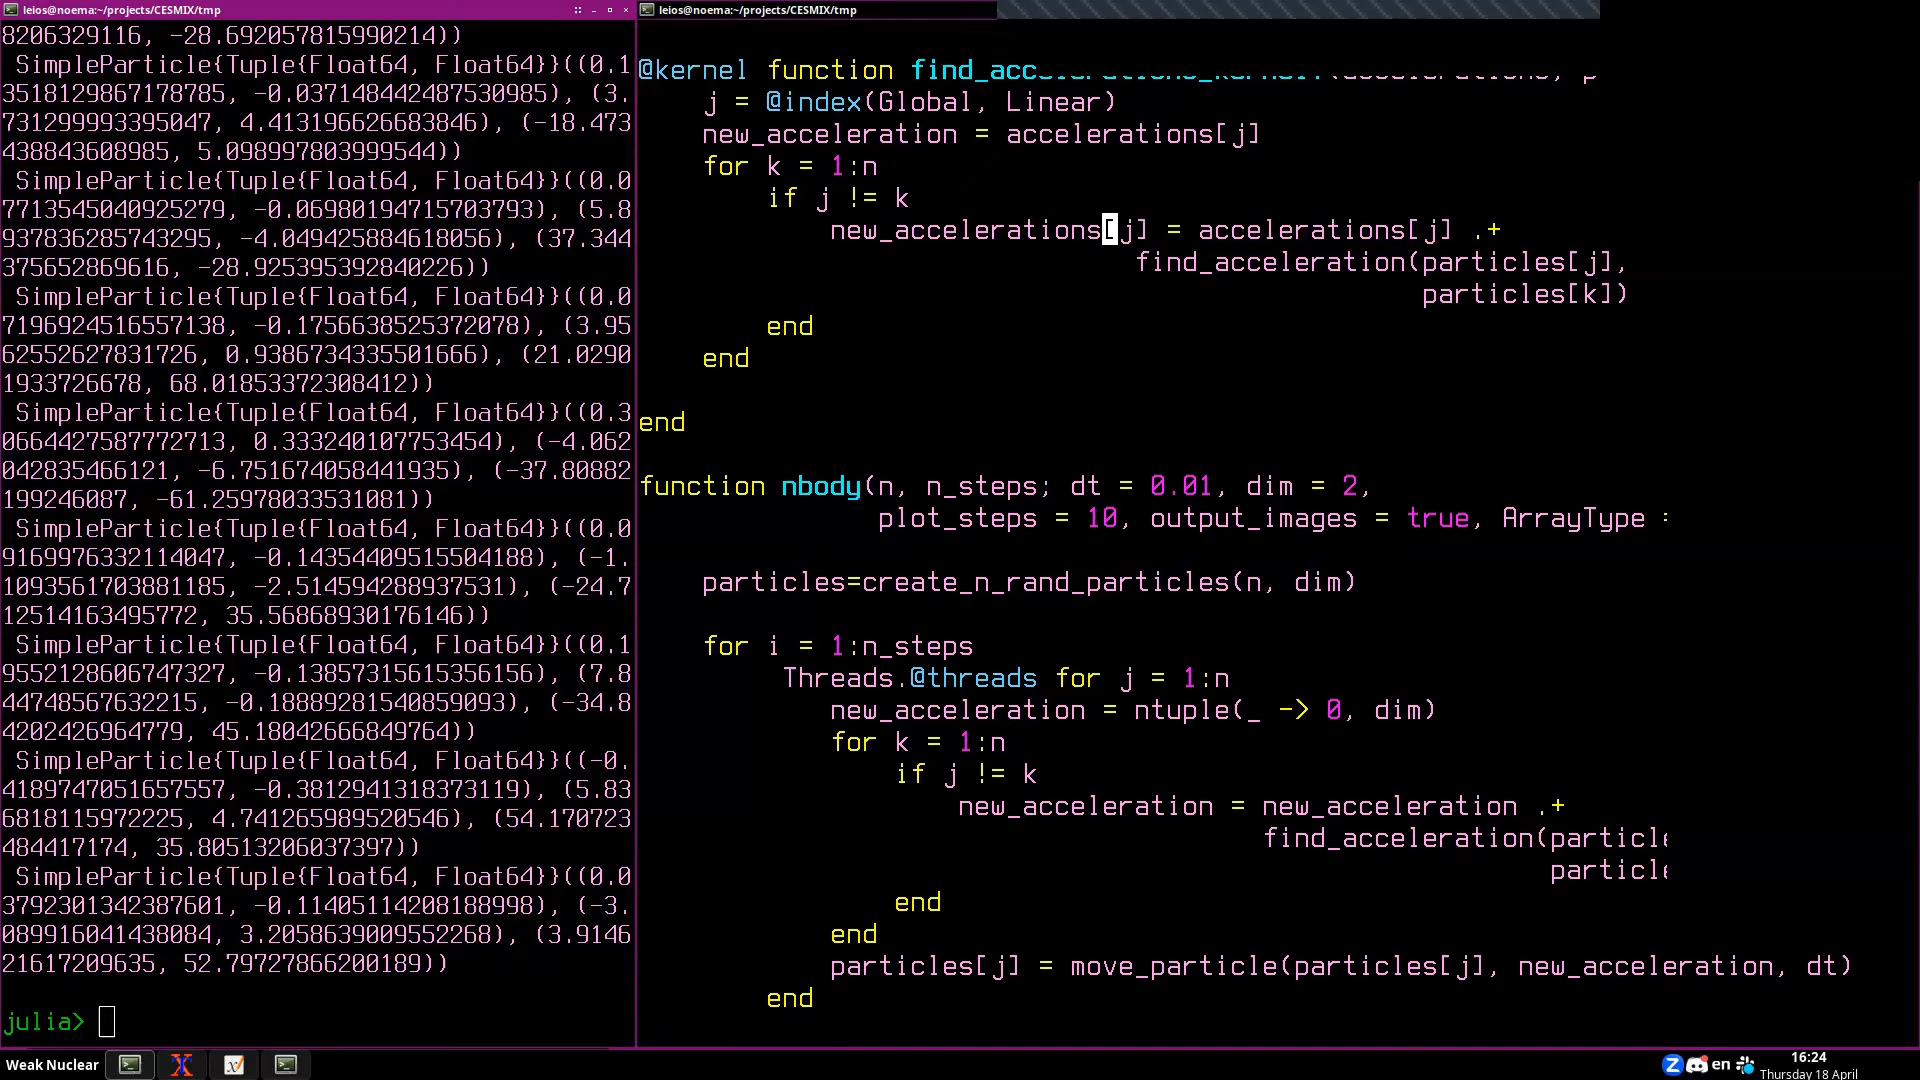 leios@noema:~/projects/CESMIX/tmp
8206329116, -28.692057815990214))
SimpleParticle{Tuple{Float64, Float64}}((0.1
3518129867178785, -0.0371484424875309​85), (3.
731299993395047, 4.413196626683846), (-18.473
438843608985, 5.0989978039995​44))
SimpleParticle{Tuple{Float64, Float64}}((0.0
7713545040925279, -0.06980194715703793), (5.8
937836285743295, -4.049425884618056), (37.344
375652869616, -28.925395392840226))
SimpleParticle{Tuple{Float64, Float64}}((0.0
7196924516557138, -0.1756638525372078), (3.95
62552627831726, 0.9386734335501666), (21.0290
1933726678, 68.01853372308412))
SimpleParticle{Tuple{Float64, Float64}}((0.3
0664427587772713, 0.333240107753454), (-4.062
042835466121, -6.751674058441935), (-37.80882
199246087, -61.25978033531081))
SimpleParticle{Tuple{Float64, Float64}}((0.0
9169976332114047, -0.14354409515504188), (-1.
1093561703881185, -2.514594288937531), (-24.7
12514163495772, 35.56868930176146))
SimpleParticle{Tuple{Float64, Float64}}((0.1
9552128606747327, -0.13857315615356156), (7.8
44748567632215, -0.18889281540859093), (-34.8
4202426964779, 45.18042666849764))
SimpleParticle{Tuple{Float64, Float64}}((-0.
4189747051657557, -0.3812941318373119), (5.83
6818115972225, 4.741265989520546), (54.170723
484417174, 35.80513206037397))
SimpleParticle{Tuple{Float64, Float64}}((0.0
3792301342387601, -0.11405114208188998), (-3.
089916041438084, 3.2058639009552268), (3.9146
21617209635, 52.79727866200189))
julia>
leios@noema:~/projects/CESMIX/tmp
@kernel function find_acc
j = @index(Global, Linear)
new_acceleration = accelerations[j]
for k = 1:n
if j != k
new_accelerations[j] = accelerations[j] .+
find_acceleration(particles[j],
particles[k])
end
end
end
function nbody(n, n_steps; dt = 0.01, dim = 2,
plot_steps = 10, output_images = true, ArrayType =
particles=create_n_rand_particles(n, dim)
for i = 1:n_steps
Threads.@threads for j = 1:n
new_acceleration = ntuple(_ -> 0, dim)
for k = 1:n
if j != k
new_acceleration = new_acceleration .+
find_acceleration(particle
particle
end
end
particles[j] = move_particle(particles[j], new_acceleration, dt)
end
Weak Nuclear
en
16:24
Thursday 18 April